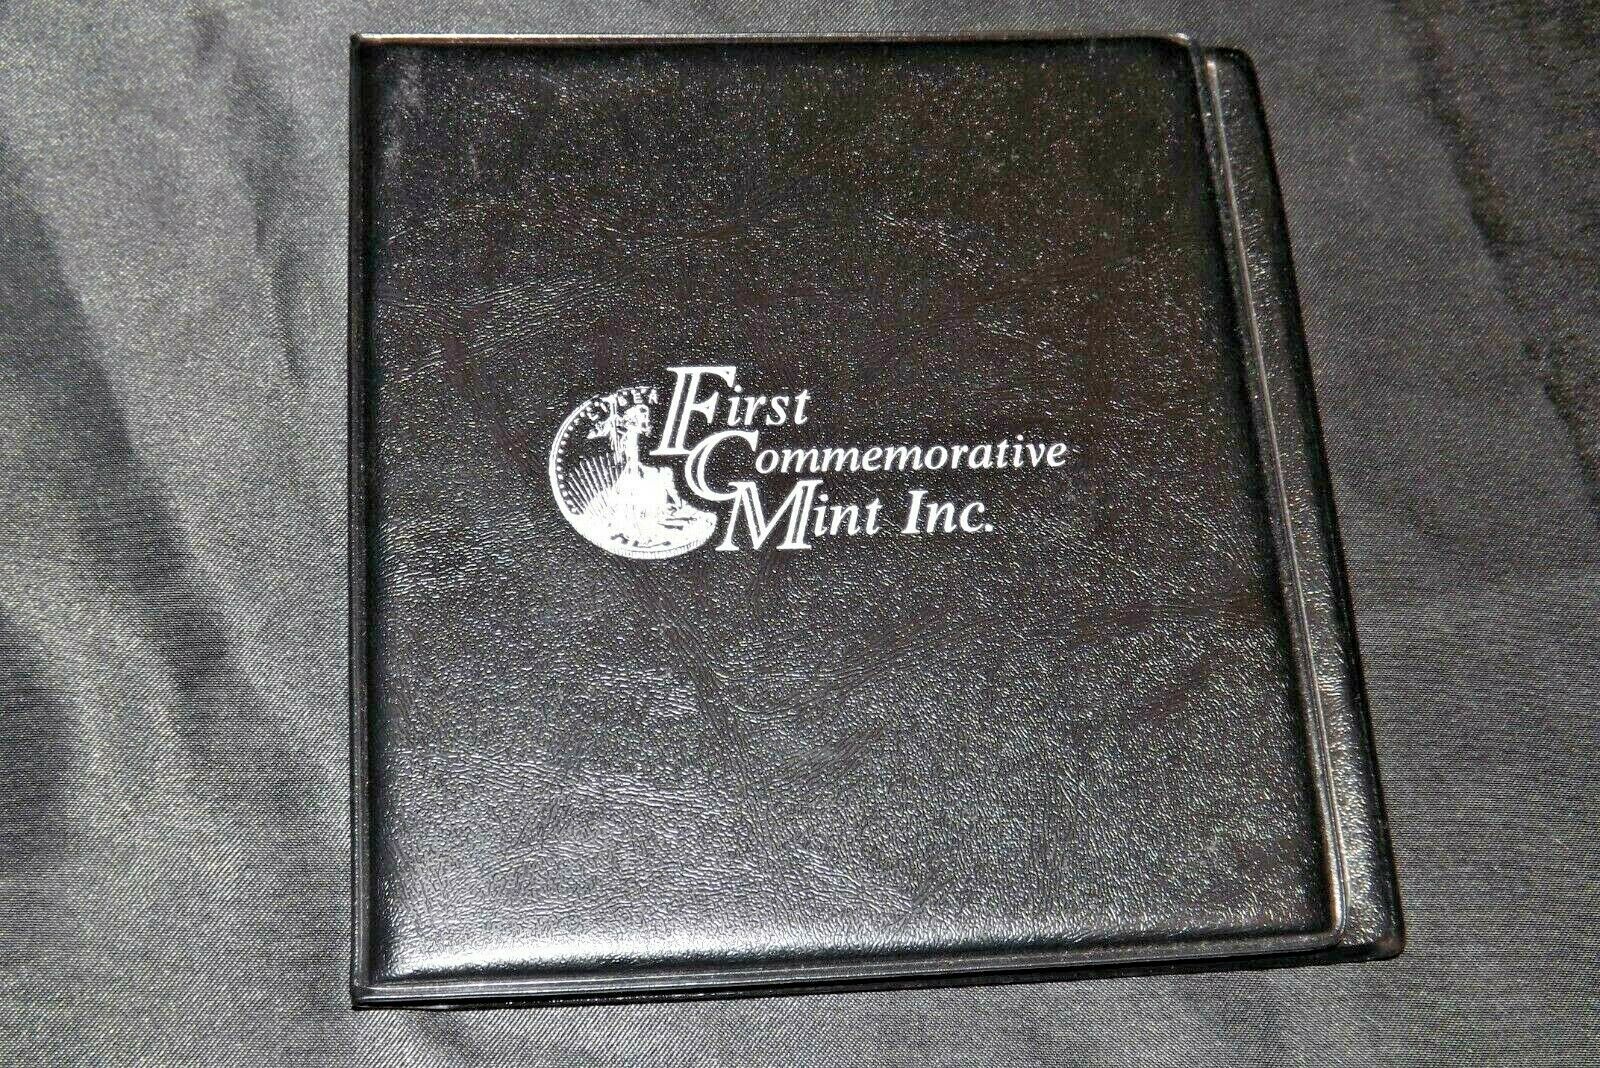 First
Commemorative
Mint Inc.